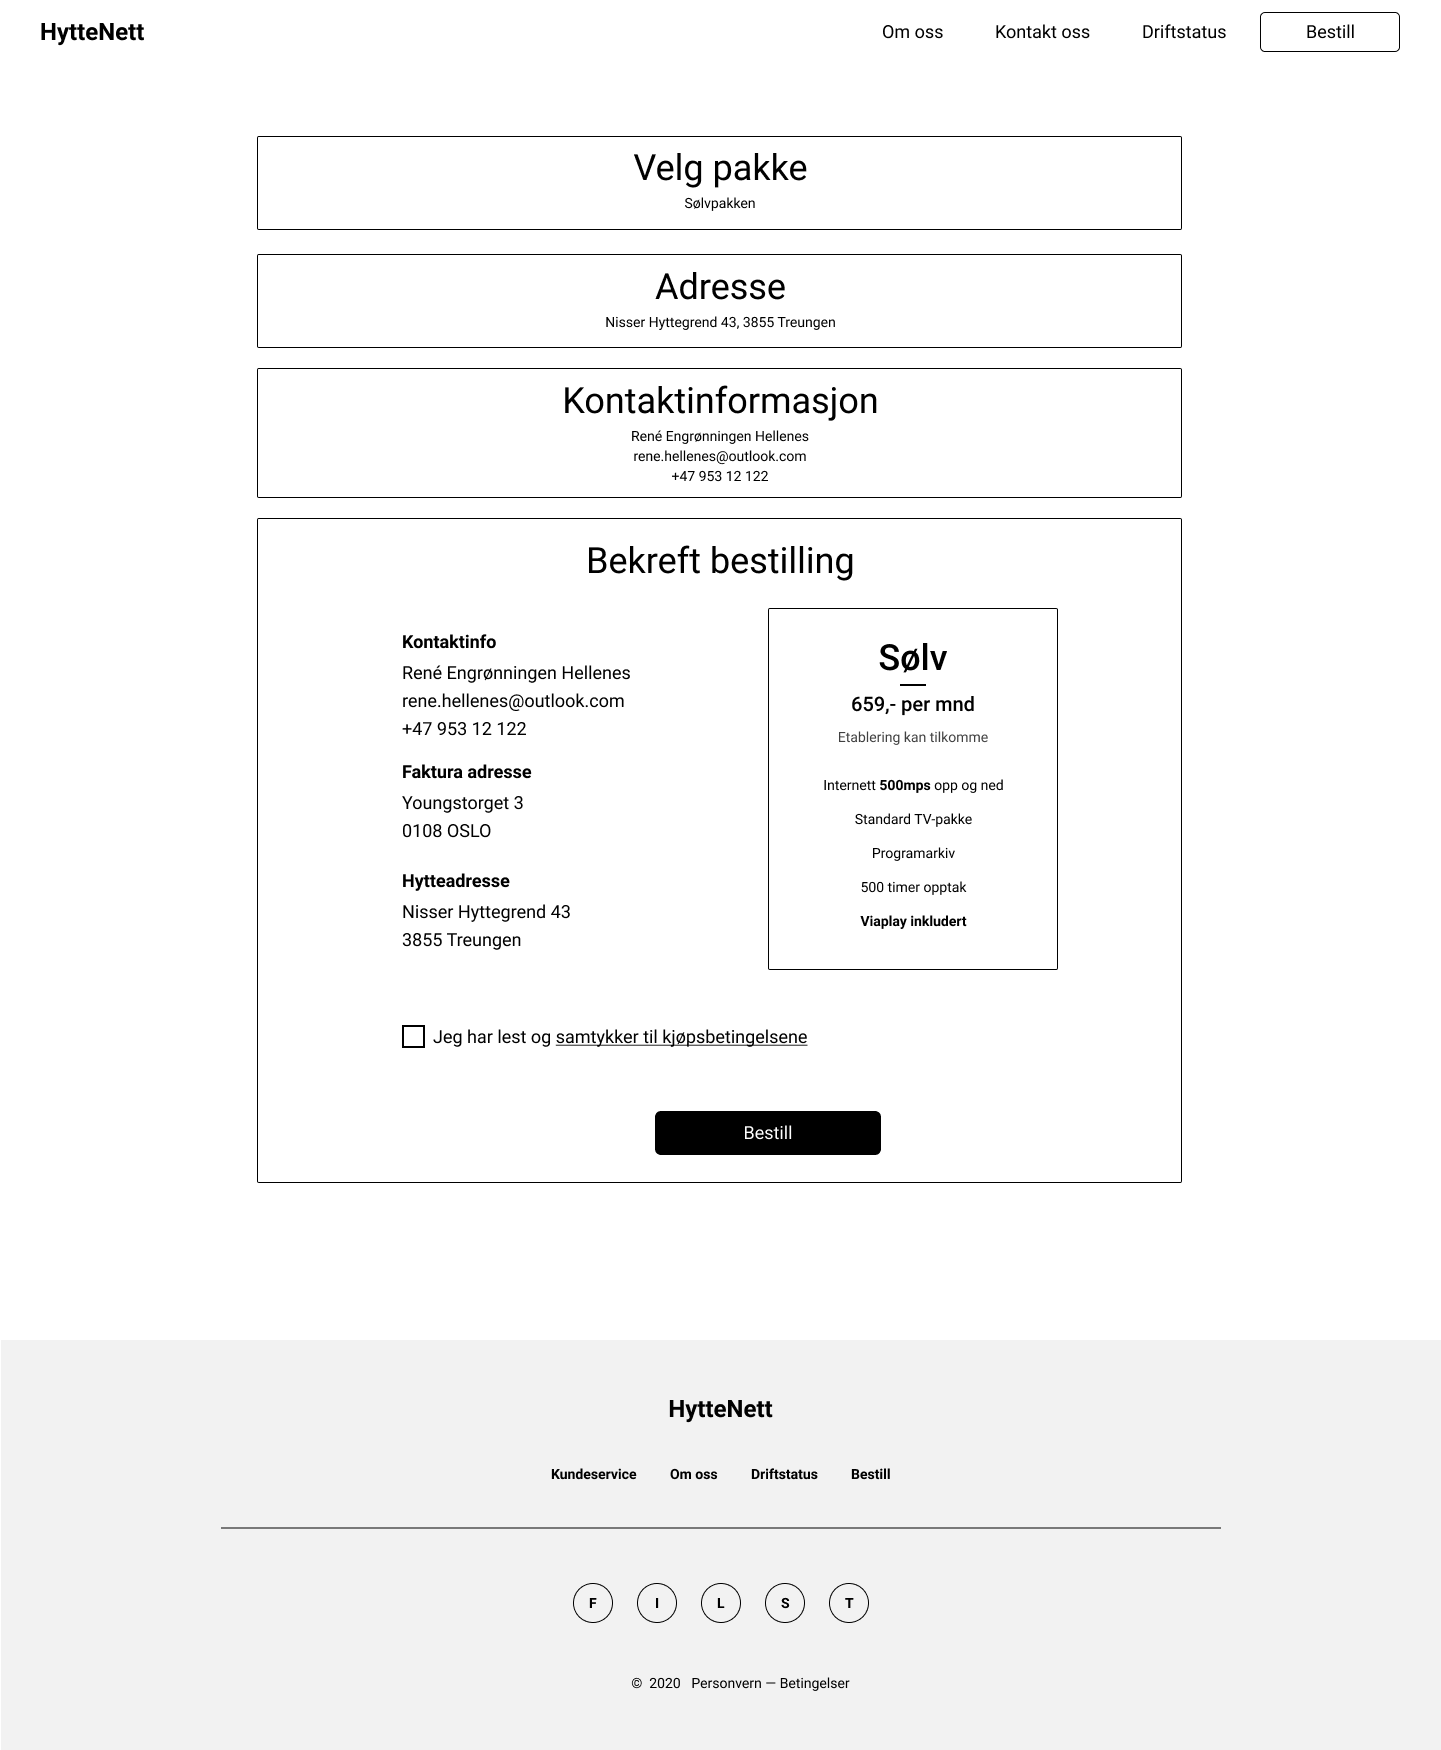 HytteNett
Om oss
Kontakt oss
Driftstatus
Bestill
Velg pakke
Sølvpakken
Adresse
Nisser Hyttegrend 43, 3855 Treungen
Kontaktinformasjon
René Engrønningen Hellenes
rene.hellenes@outlook.com
+47 953 12 122
Bekreft bestilling
Kontaktinfo
René Engrønningen Hellenes
rene.hellenes@outlook.com
+47 953 12 122
Faktura adresse
Youngstorget 3
0108 OSLO
Hytteadresse
Nisser Hyttegrend 43
3855 Treungen
Sølv
659,- per mnd
Etablering kan tilkomme
Internett 500mps opp og ned
Standard TV-pakke
Programarkiv
500 timer opptak
Viaplay inkludert
Jeg har lest og samtykker til kjøpsbetingelsene
Bestill
HytteNett
Kundeservice
Om oss
Driftstatus
Bestill
F
I
L
S
T
© 2020 Personvern — Betingelser